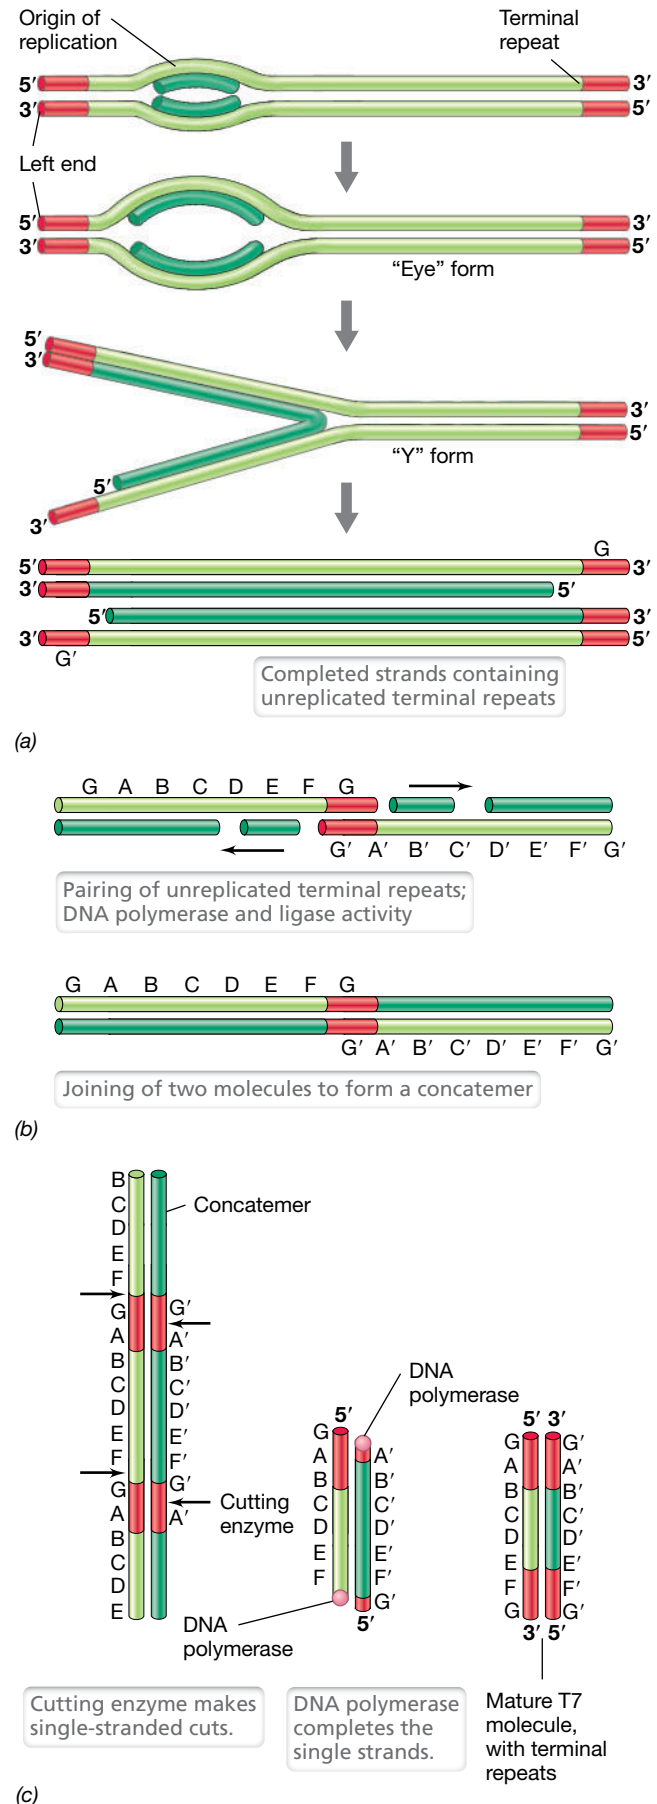 Origin of
replication
Terminal
repeat
5′
3′
3′
5′
Left end
5′
3′
3′
5′
“Eye” form
5′
3′
3′
5′
“Y” form
5′
3′
G
5′
3′
3′
5′
5′
3′
3′
5′
G′
Completed strands containing
unreplicated terminal repeats
(a)
G A B C D E F G
G′ A′ B′ C′ D′ E′ F′ G′
Pairing of unreplicated terminal repeats;
DNA polymerase and ligase activity
G A B C D E F G
G′ A′ B′ C′ D′ E′ F′ G′
Joining of two molecules to form a concatemer
(b)
B
C
D
E
F
G
A
B
C
D
E
F
G
A
B
C
D
E
Concatemer
G′
A′
B′
C′
D′
E′
F′
G′
A′
Cutting
enzyme
Cutting enzyme makes
single-stranded cuts.
DNA
polymerase
5′
G
A
B
C
D
E
F
A′
B′
C′
D′
E′
F′
G′
5′
DNA
polymerase
DNA polymerase
completes the
single strands.
5′ 3′
G
A
B
C
D
E
F
G
G′
A′
B′
C′
D′
E′
F′
G′
3′ 5′
Mature T7
molecule,
with terminal
repeats
(c)